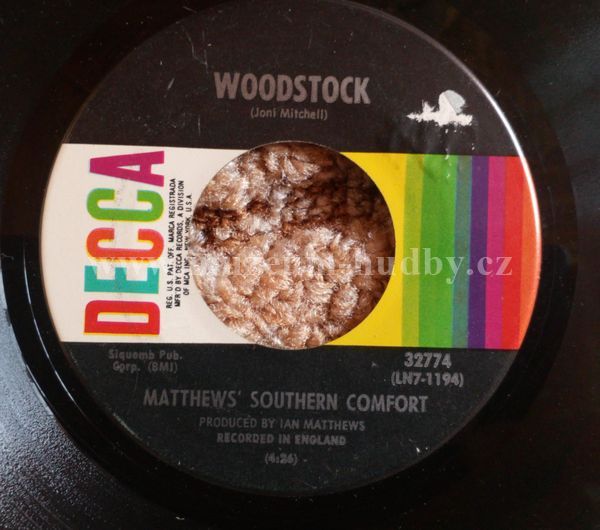 WOODSTOCK
(Joni Mitchell)
DECCA
REG. U.S. PAT. OFF. MARCA REGISTRADA
MFR'D BY DECCA RECORDS, A DIVISION
OF MCA INC., NEW YORK, U.S.A.
Siquomb Pub.
Corp. (BMI)
32774
(LN7-1194)
MATTHEWS' SOUTHERN COMFORT
PRODUCED BY IAN MATTHEWS
RECORDED IN ENGLAND
(4:26)